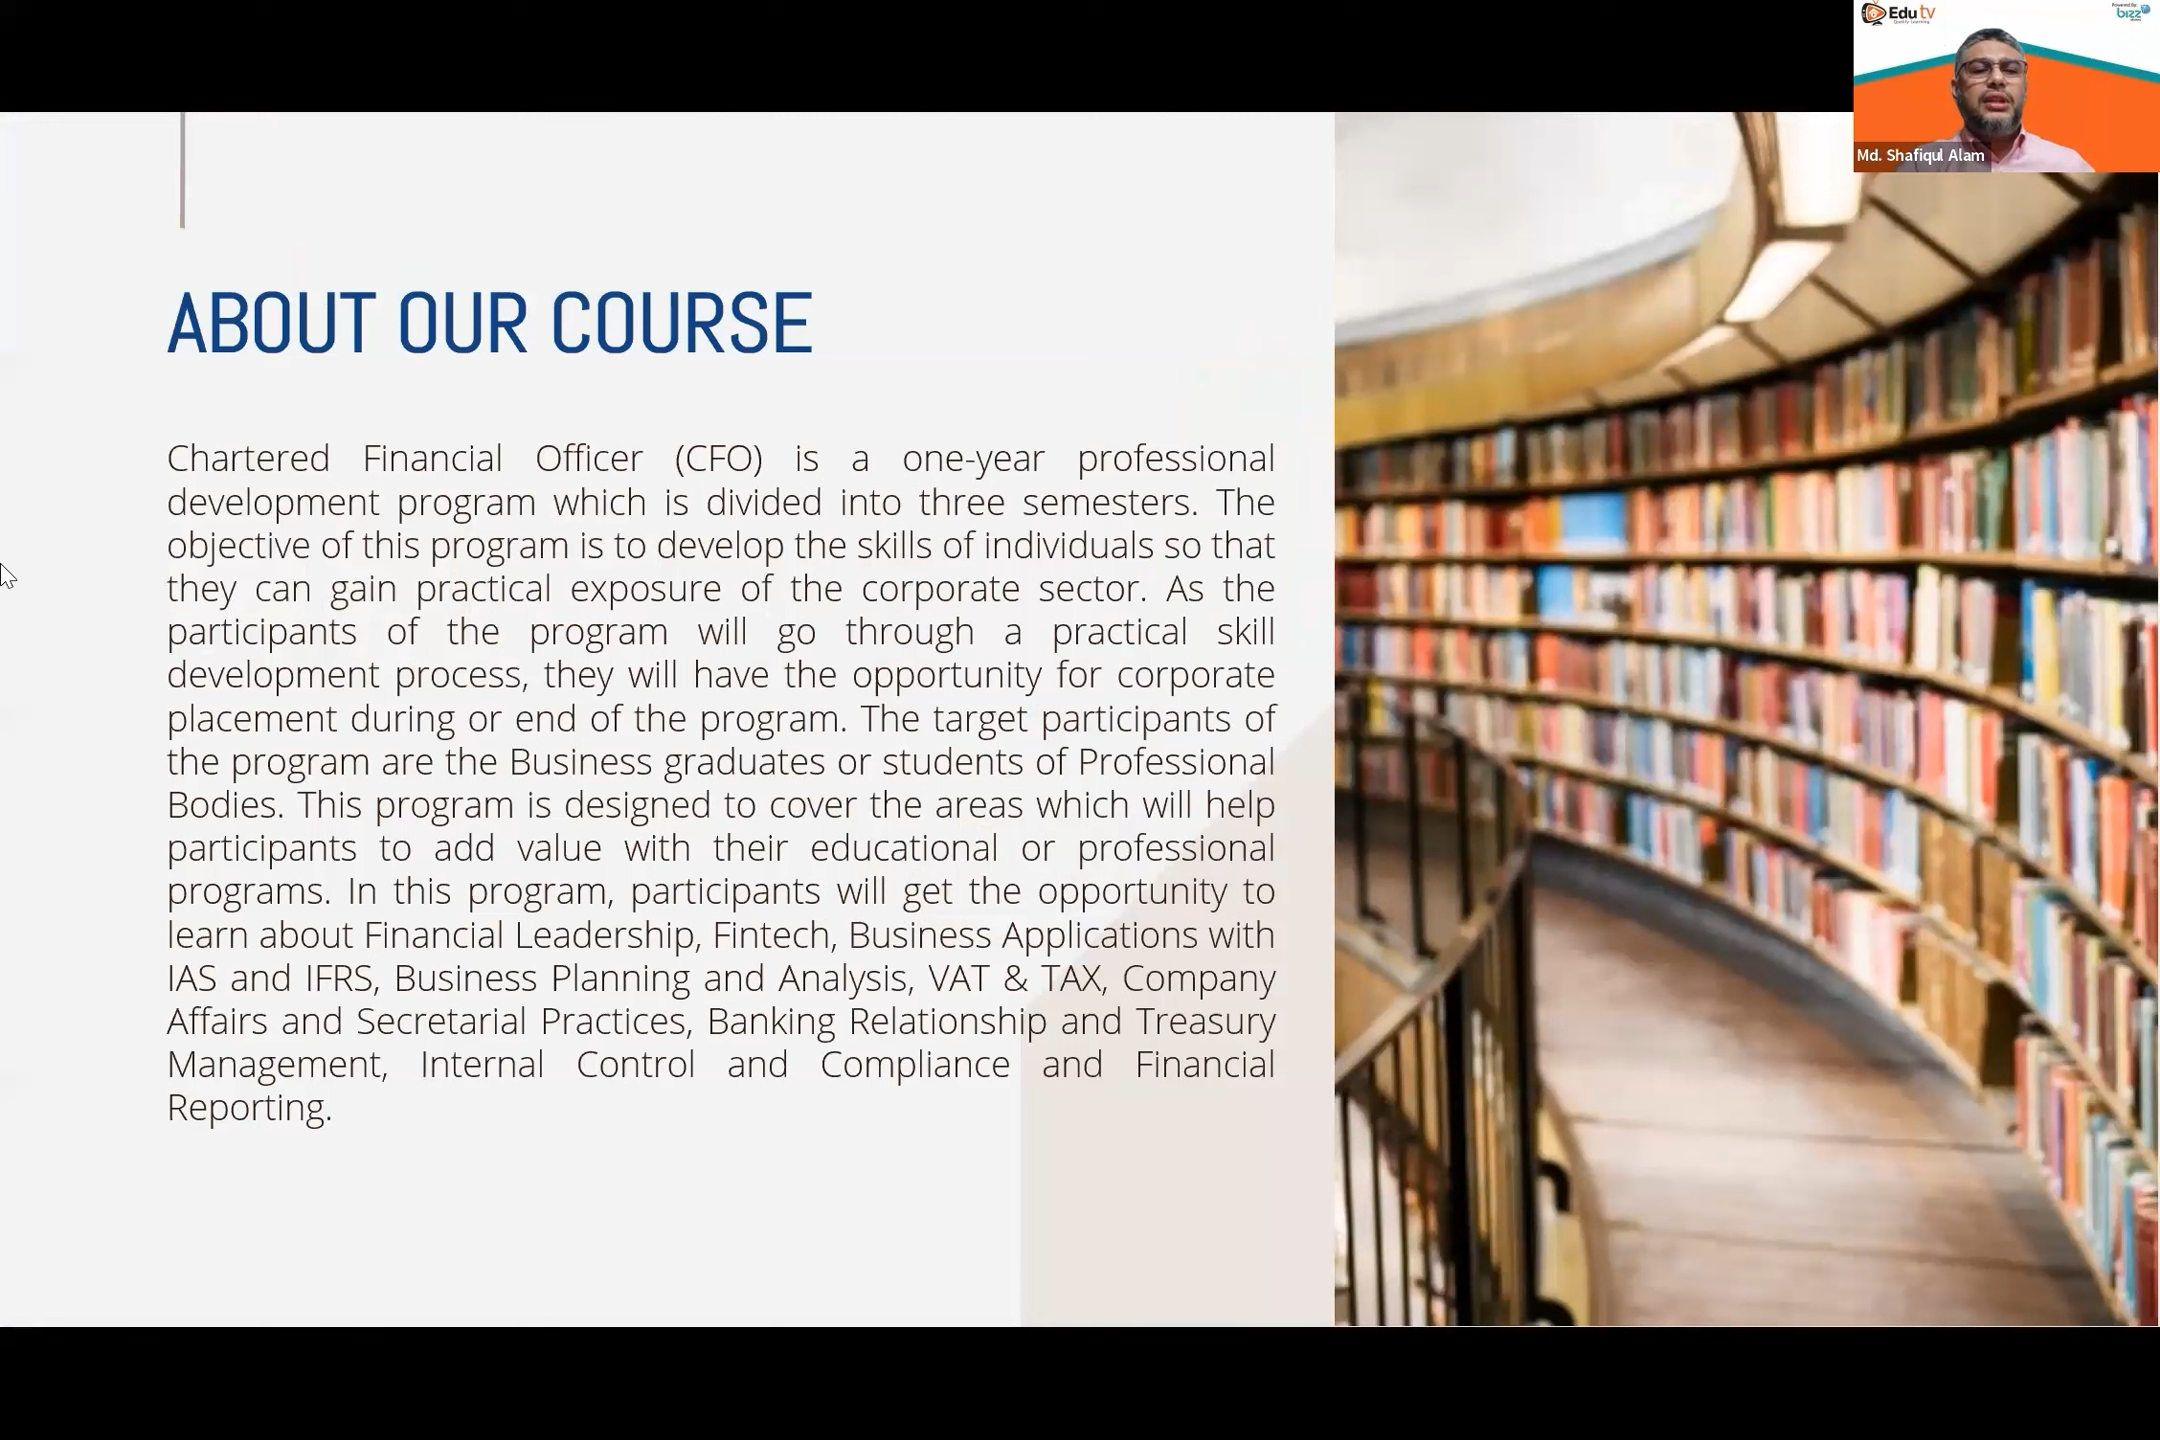 Edu tv
Quality Learning
Powered By:
bizz
Md. Shafiqul Alam
ABOUT OUR COURSE
Chartered Financial Officer (CFO) is a one-year professional
development program which is divided into three semesters. The
objective of this program is to develop the skills of individuals so that
they can gain practical exposure of the corporate sector. As the
participants of the program will go through a practical skill
development process, they will have the opportunity for corporate
placement during or end of the program. The target participants of
the program are the Business graduates or students of Professional
Bodies. This program is designed to cover the areas which will help
participants to add value with their educational or professional
programs. In this program, participants will get the opportunity to
learn about Financial Leadership, Fintech, Business Applications with
IAS and IFRS, Business Planning and Analysis, VAT & TAX, Company
Affairs and Secretarial Practices, Banking Relationship and Treasury
Management, Internal Control and Compliance and Financial
Reporting.